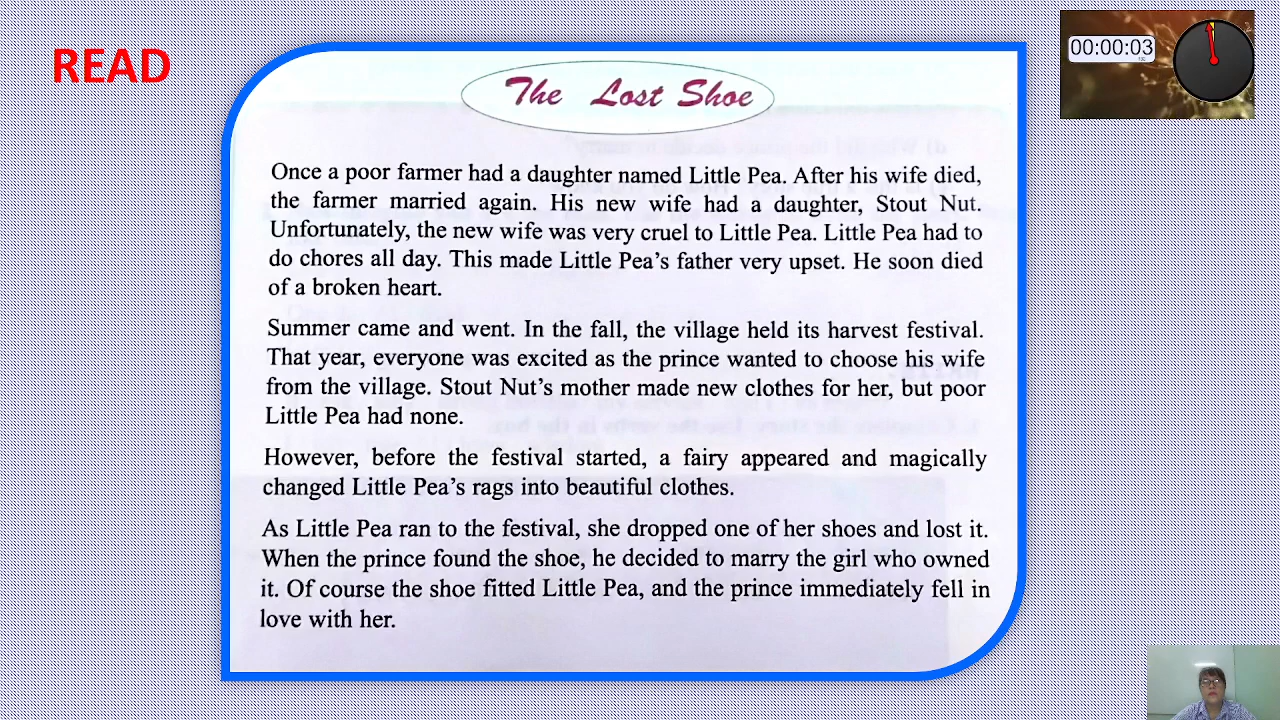 READ
00:00:03
The Lost Shoe
Once a poor farmer had a daughter named Little Pea. After his wife died,
the farmer married again. His new wife had a daughter, Stout Nut.
Unfortunately, the new wife was very cruel to Little Pea. Little Pea had to
do chores all day. This made Little Pea's father very upset. He soon died
of a broken heart.
Summer came and went. In the fall, the village held its harvest festival.
That year, everyone was excited as the prince wanted to choose his wife
from the village. Stout Nut's mother made new clothes for her, but poor
Little Pea had none.
However, before the festival started, a fairy appeared and magically
changed Little Pea's rags into beautiful clothes.
As Little Pea ran to the festival, she dropped one of her shoes and lost it.
When the prince found the shoe, he decided to marry the girl who owned
it. Of course the shoe fitted Little Pea, and the prince immediately fell in
love with her.